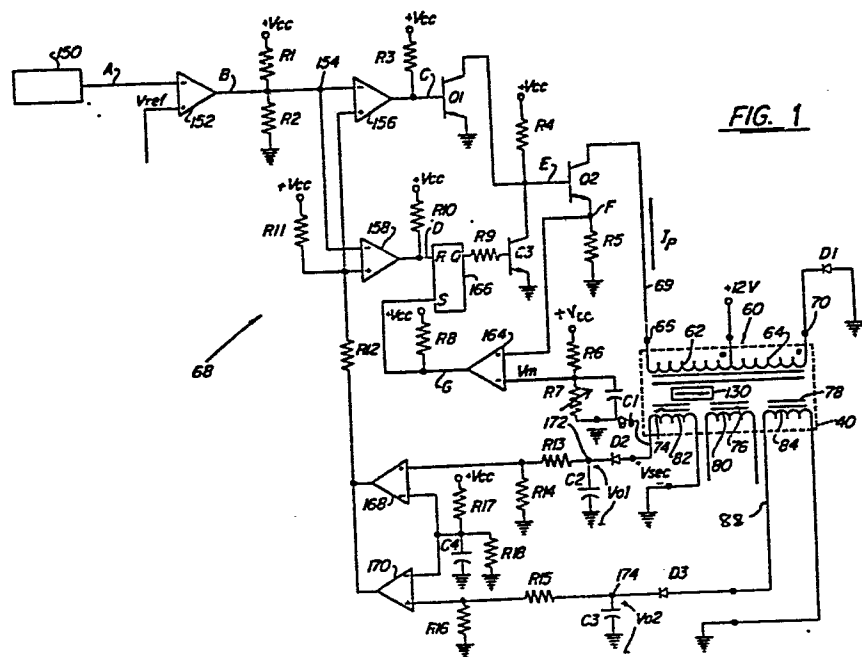 150
A
Vref
152
B
+Vcc
R1
R2
154
+Vcc
R3
156
C
Q1
+Vcc
R4
E
Q2
F
R5
Ip
FIG. 1
D1
+12V
69
60
70
66
62
64
+Vcc
R11
158
+Vcc
R10
D
R Q
S
166
R9
C3
68
R12
+Vcc
R8
G
164
Vm
+Vcc
R6
R7
C1
130
78
40
86
74
82
80
76
84
172
R13
D2
Vsec
C2
Vo1
R14
168
+Vcc
R17
C4
R18
88
170
R15
174
D3
R16
C3
Vo2